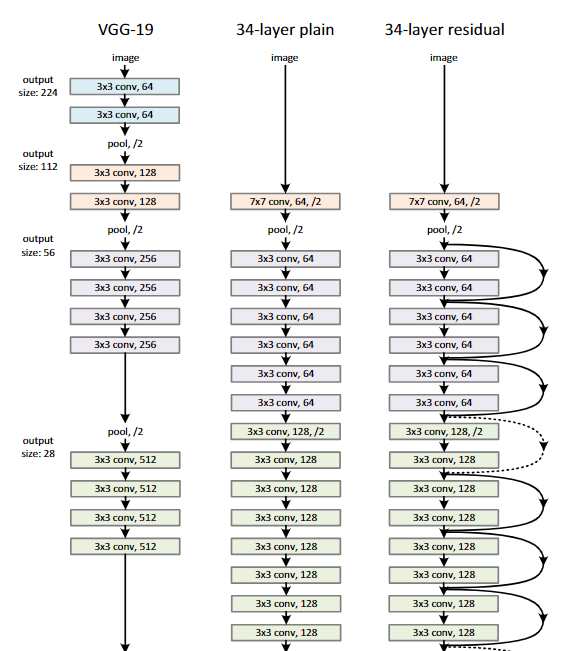 VGG-19 34-layer plain 34-layer residual
image image image
output
size: 224
3x3 conv, 64
3x3 conv, 64
pool, /2
output
size: 112
3x3 conv, 128
3x3 conv, 128 7x7 conv, 64, /2 7x7 conv, 64, /2
pool, /2 pool, /2 pool, /2
output
size: 56
3x3 conv, 256 3x3 conv, 64 3x3 conv, 64
3x3 conv, 256 3x3 conv, 64 3x3 conv, 64
3x3 conv, 256 3x3 conv, 64 3x3 conv, 64
3x3 conv, 256 3x3 conv, 64 3x3 conv, 64
3x3 conv, 64 3x3 conv, 64
3x3 conv, 64 3x3 conv, 64
pool, /2 3x3 conv, 128, /2 3x3 conv, 128, /2
output
size: 28
3x3 conv, 512 3x3 conv, 128 3x3 conv, 128
3x3 conv, 512 3x3 conv, 128 3x3 conv, 128
3x3 conv, 512 3x3 conv, 128 3x3 conv, 128
3x3 conv, 512 3x3 conv, 128 3x3 conv, 128
3x3 conv, 128 3x3 conv, 128
3x3 conv, 128 3x3 conv, 128
3x3 conv, 128 3x3 conv, 128